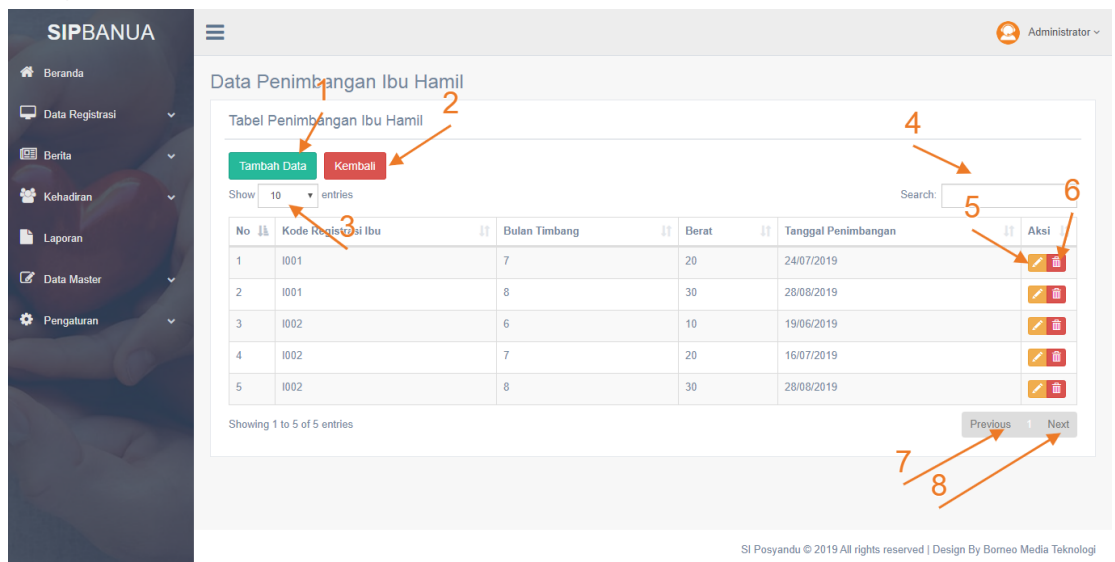 SIPBANUA
Administrator
Beranda
Data Registrasi
Berita
Kehadiran
Laporan
Data Master
Pengaturan
Data Penimbangan Ibu Hamil
1
2
Tabel Penimbangan Ibu Hamil
4
Tambah Data Kembali
Show 10 entries
Search:
3
5
6
No Kode Registrasi Ibu Bulan Timbang Berat Tanggal Penimbangan Aksi
1 I001 7 20 24/07/2019
2 I001 8 30 28/08/2019
3 I002 6 10 19/06/2019
4 I002 7 20 16/07/2019
5 I002 8 30 28/08/2019
Showing 1 to 5 of 5 entries
Previous 1 Next
7
8
SI Posyandu © 2019 All rights reserved | Design By Borneo Media Teknologi